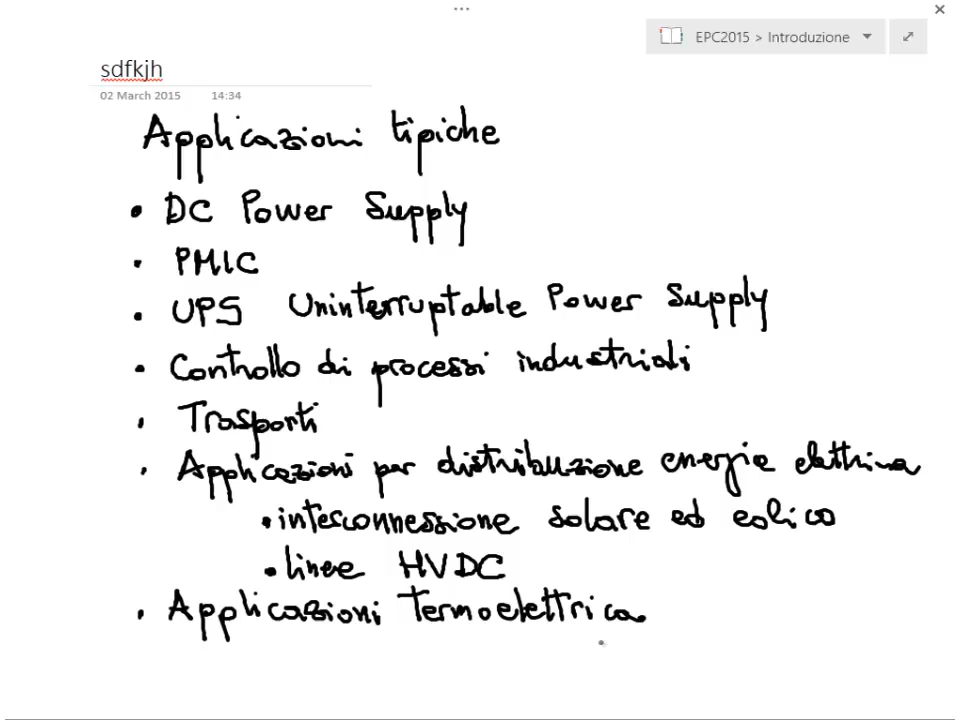 EPC2015 > Introduzione
sdfkjh
02 March 2015 14:34
Applicazioni tipiche
• DC Power Supply
• PMIC
• UPS Uninterruptable Power Supply
• Controllo di processi industriali
• Trasporti
• Applicazioni per distribuzione energia elettrica
• interconnessione solare ed eolico
• linee HVDC
• Applicazioni Termoelettrica